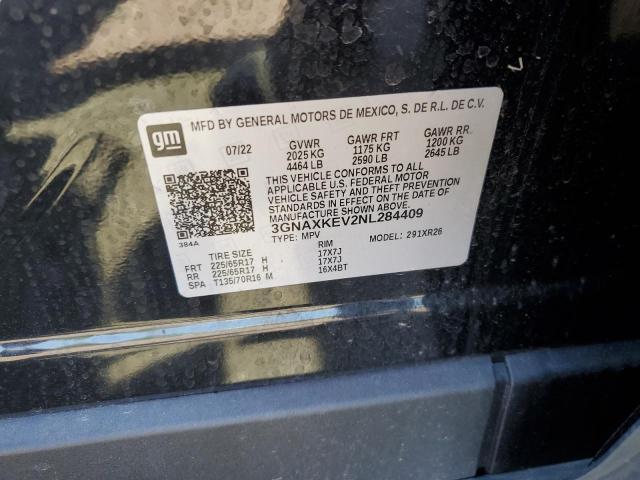 gm MFD BY GENERAL MOTORS DE MEXICO, S. DE R.L. DE C.V.
07/22 GVWR GAWR FRT GAWR RR.
2025 KG 1175 KG 1200 KG
4464 LB 2590 LB 2645 LB
THIS VEHICLE CONFORMS TO ALL
APPLICABLE U.S. FEDERAL MOTOR
VEHICLE SAFETY AND THEFT PREVENTION
STANDARDS IN EFFECT ON THE DATE OF
MANUFACTURE SHOWN ABOVE.
3GNAXKEV2NL284409
384A TYPE: MPV MODEL: 291XR26
TIRE SIZE RIM
FRT 225/65R17 H 17X7J
RR 225/65R17 H 17X7J
SPA T135/70R16 M 16X4BT